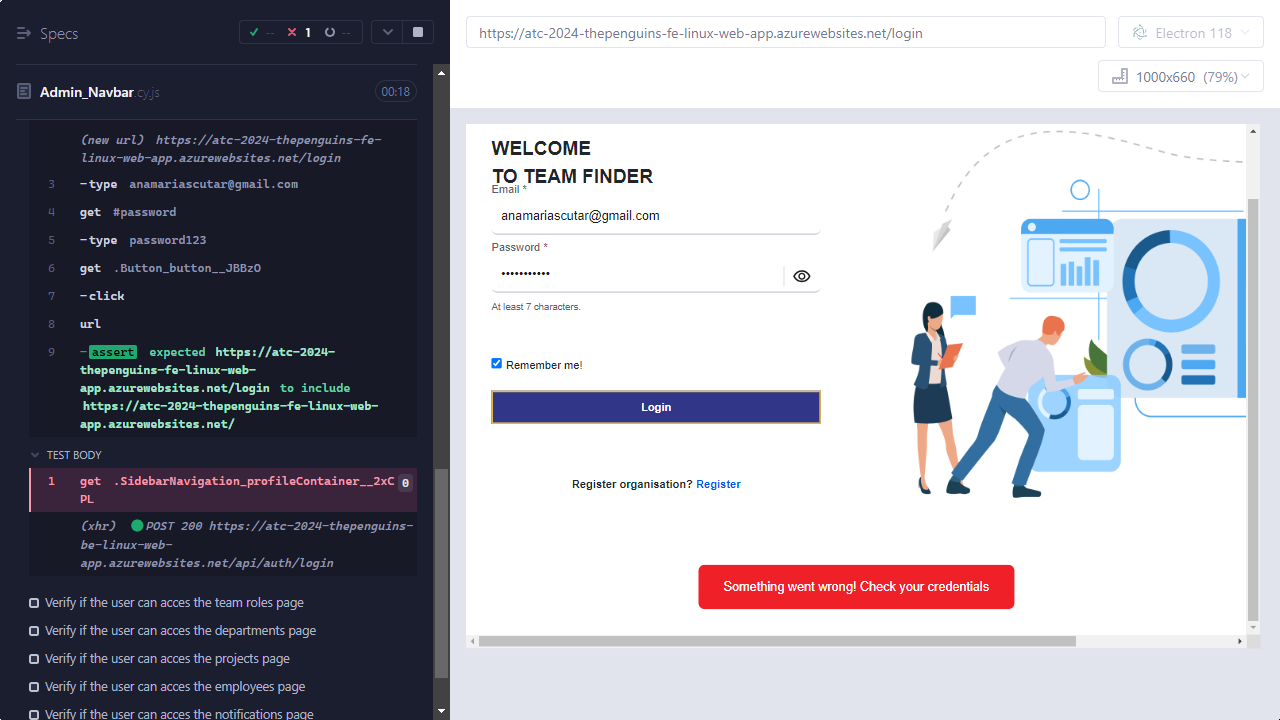 Specs
--
1
--
https://atc-2024-thepenguins-fe-linux-web-app.azurewebsites.net/login
Electron 118
1000x660 (79%)
Admin_Navbar.cy.js
00:18
(new url) https://atc-2024-thepenguins-fe-
linux-web-app.azurewebsites.net/login
3 -type anamariascutar@gmail.com
4 get #password
5 -type password123
6 get .Button_button__JBBzO
7 -click
8 url
9 -assert expected https://atc-2024-
thepenguins-fe-linux-web-
app.azurewebsites.net/login to include
https://atc-2024-thepenguins-fe-linux-web-
app.azurewebsites.net/
TEST BODY
1 get .SidebarNavigation_profileContainer__2xC
PL
0
(xhr) POST 200 https://atc-2024-thepenguins-
be-linux-web-
app.azurewebsites.net/api/auth/login
Verify if the user can acces the team roles page
Verify if the user can acces the departments page
Verify if the user can acces the projects page
Verify if the user can acces the employees page
Verify if the user can acces the notifications page
WELCOME
TO TEAM FINDER
Email *
anamariascutar@gmail.com
Password *
•••••••••••
At least 7 characters.
Remember me!
Login
Register organisation? Register
Something went wrong! Check your credentials